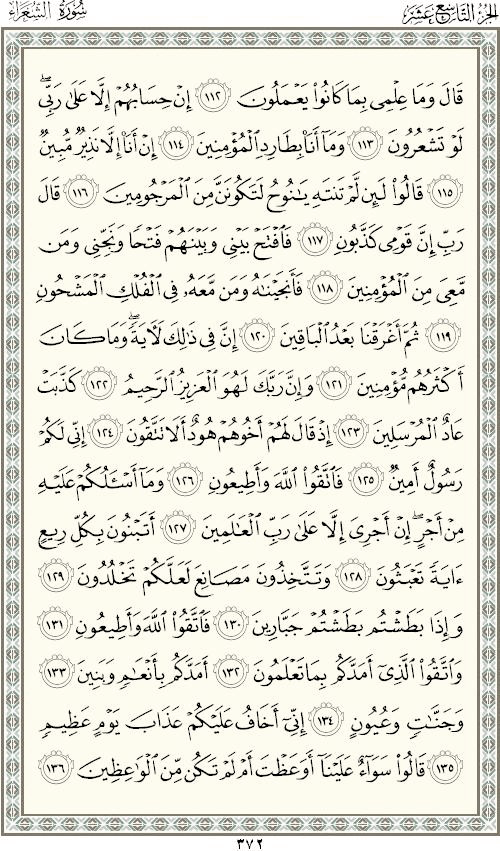 الجزء التاسع عشر
سورة الشعراء
قَالَ وَمَا عِلْمِى بِمَا كَانُوا۟ يَعْمَلُونَ ١١٢ إِنْ حِسَابُهُمْ إِلَّا عَلَىٰ رَبِّى ۖ
لَوْ تَشْعُرُونَ ١١٣ وَمَآ أَنَا۠ بِطَارِدِ ٱلْمُؤْمِنِينَ ١١٤ إِنْ أَنَا۠ إِلَّا نَذِيرٌ مُّبِينٌ
١١٥ قَالُوا۟ لَئِن لَّمْ تَنتَهِ يَـٰنُوحُ لَتَكُونَنَّ مِنَ ٱلْمَرْجُومِينَ ١١٦ قَالَ
رَبِّ إِنَّ قَوْمِى كَذَّبُونِ ١١٧ فَٱفْتَحْ بَيْنِى وَبَيْنَهُمْ فَتْحًا وَنَجِّنِى وَمَن
مَّعِىَ مِنَ ٱلْمُؤْمِنِينَ ١١٨ فَأَنجَيْنَـٰهُ وَمَن مَّعَهُۥ فِى ٱلْفُلْكِ ٱلْمَشْحُونِ
١١٩ ثُمَّ أَغْرَقْنَا بَعْدُ ٱلْبَاقِينَ ١٢٠ إِنَّ فِى ذَٰلِكَ لَـَٔايَةً ۖ وَمَا كَانَ
أَكْثَرُهُم مُّؤْمِنِينَ ١٢١ وَإِنَّ رَبَّكَ لَهُوَ ٱلْعَزِيزُ ٱلرَّحِيمُ ١٢٢ كَذَّبَتْ
عَادٌ ٱلْمُرْسَلِينَ ١٢٣ إِذْ قَالَ لَهُمْ أَخُوهُمْ هُودٌ أَلَا تَتَّقُونَ ١٢٤ إِنِّى لَكُمْ
رَسُولٌ أَمِينٌ ١٢٥ فَٱتَّقُوا۟ ٱللَّهَ وَأَطِيعُونِ ١٢٦ وَمَآ أَسْـَٔلُكُمْ عَلَيْهِ
مِنْ أَجْرٍ ۖ إِنْ أَجْرِىَ إِلَّا عَلَىٰ رَبِّ ٱلْعَـٰلَمِينَ ١٢٧ أَتَبْنُونَ بِكُلِّ رِيعٍ
ءَايَةً تَعْبَثُونَ ١٢٨ وَتَتَّخِذُونَ مَصَانِعَ لَعَلَّكُمْ تَخْلُدُونَ ١٢٩
وَإِذَا بَطَشْتُم بَطَشْتُمْ جَبَّارِينَ ١٣٠ فَٱتَّقُوا۟ ٱللَّهَ وَأَطِيعُونِ ١٣١
وَٱتَّقُوا۟ ٱلَّذِىٓ أَمَدَّكُم بِمَا تَعْلَمُونَ ١٣٢ أَمَدَّكُم بِأَنْعَـٰمٍ وَبَنِينَ ١٣٣
وَجَنَّـٰتٍ وَعُيُونٍ ١٣٤ إِنِّىٓ أَخَافُ عَلَيْكُمْ عَذَابَ يَوْمٍ عَظِيمٍ
١٣٥ قَالُوا۟ سَوَآءٌ عَلَيْنَآ أَوَعَظْتَ أَمْ لَمْ تَكُن مِّنَ ٱلْوَٰعِظِينَ ١٣٦
٣٧٢